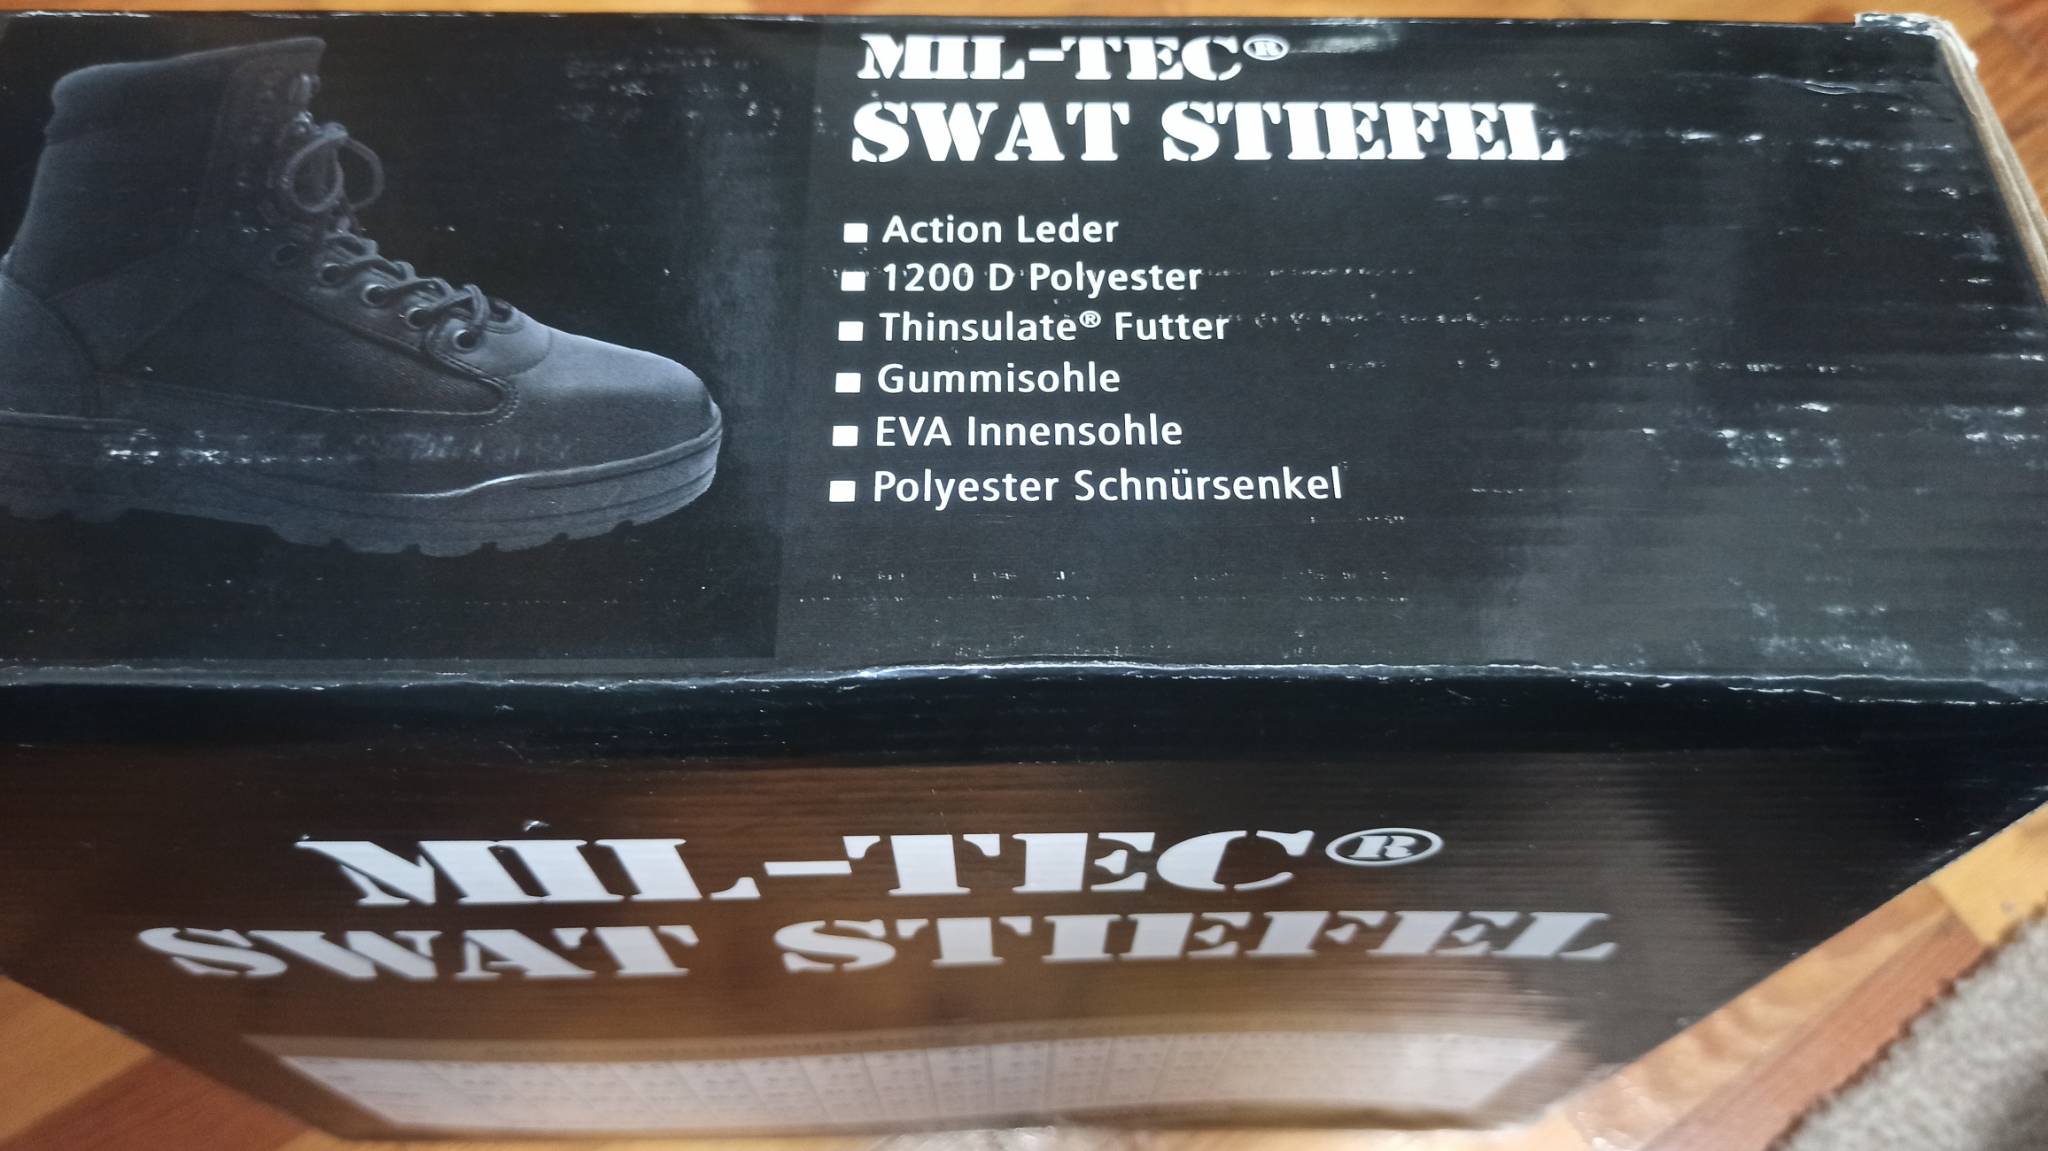 MIL-TEC®
SWAT STIEFEL
Action Leder
1200 D Polyester
Thinsulate® Futter
Gummisohle
EVA Innensohle
Polyester Schnürsenkel
MIL-TEC®
SWAT STIEFEL